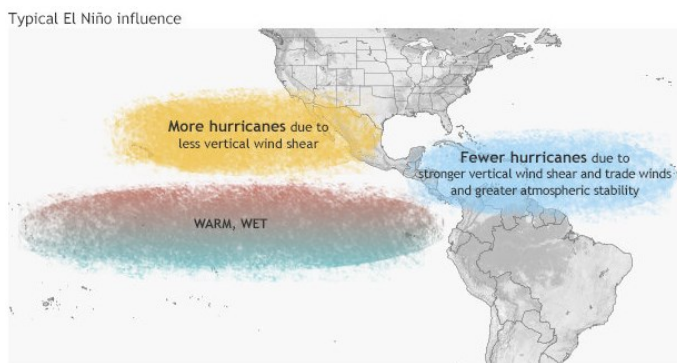 Typical El Niño influence
More hurricanes due to
less vertical wind shear
Fewer hurricanes due to
stronger vertical wind shear and trade winds
and greater atmospheric stability
WARM, WET